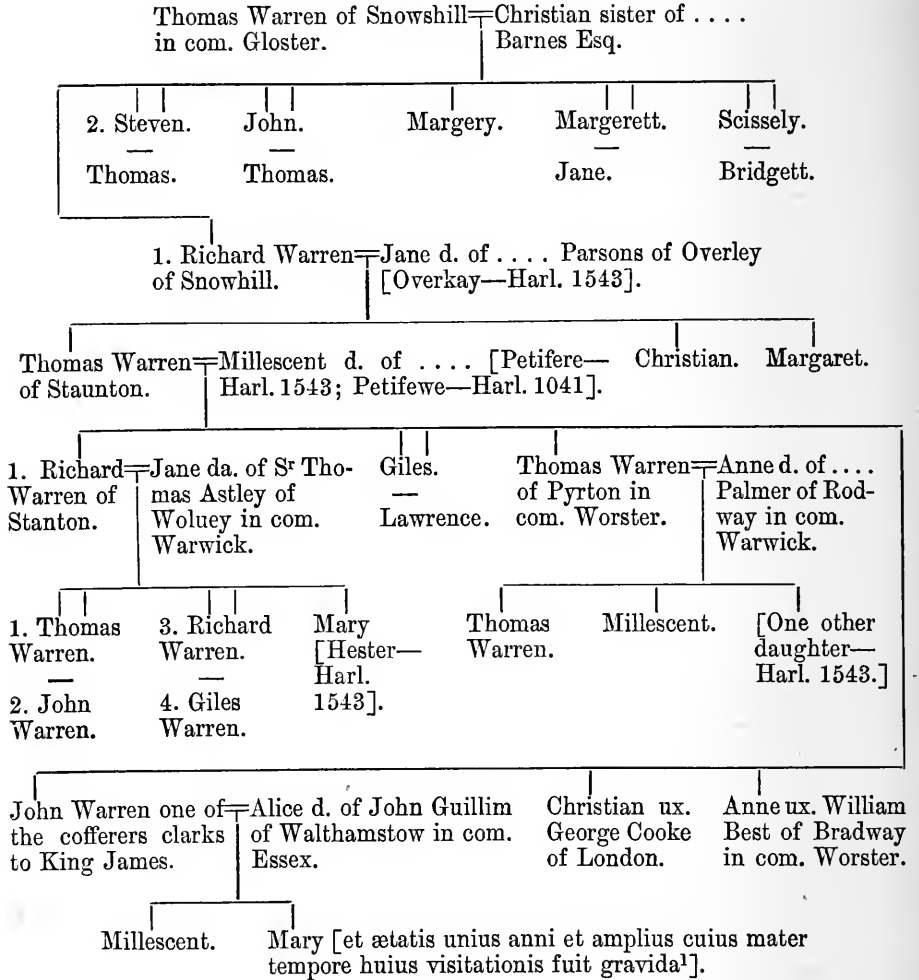 Thomas Warren of Snowshill╤Christian sister of . . . .
in com. Gloster. Barnes Esq.
2. Steven. John. Margery. Margerett. Scissely.
— — — —
Thomas. Thomas. Jane. Bridgett.
1. Richard Warren╤Jane d. of . . . . Parsons of Overley
of Snowhill. [Overkay—Harl. 1543].
Thomas Warren╤Millescent d. of . . . . [Petifere— Christian. Margaret.
of Staunton. Harl. 1543; Petifewe—Harl. 1041].
1. Richard╤Jane da. of Sʳ Tho-
Warren of mas Astley of
Stanton. Woluey in com.
Warwick.
Giles.
—
Lawrence.
Thomas Warren╤Anne d. of . . . .
of Pyrton in Palmer of Rod-
com. Worster. way in com.
Warwick.
1. Thomas
Warren.
—
2. John
Warren.
3. Richard
Warren.
—
4. Giles
Warren.
Mary
[Hester—
Harl.
1543].
Thomas
Warren.
Millescent.
[One other
daughter—
Harl. 1543.]
John Warren one of╤Alice d. of John Guillim
the cofferers clarks of Walthamstow in com.
to King James. Essex.
Christian ux.
George Cooke
of London.
Anne ux. William
Best of Bradway
in com. Worster.
Millescent.
Mary [et ætatis unius anni et amplius cuius mater
tempore huius visitationis fuit gravida¹].